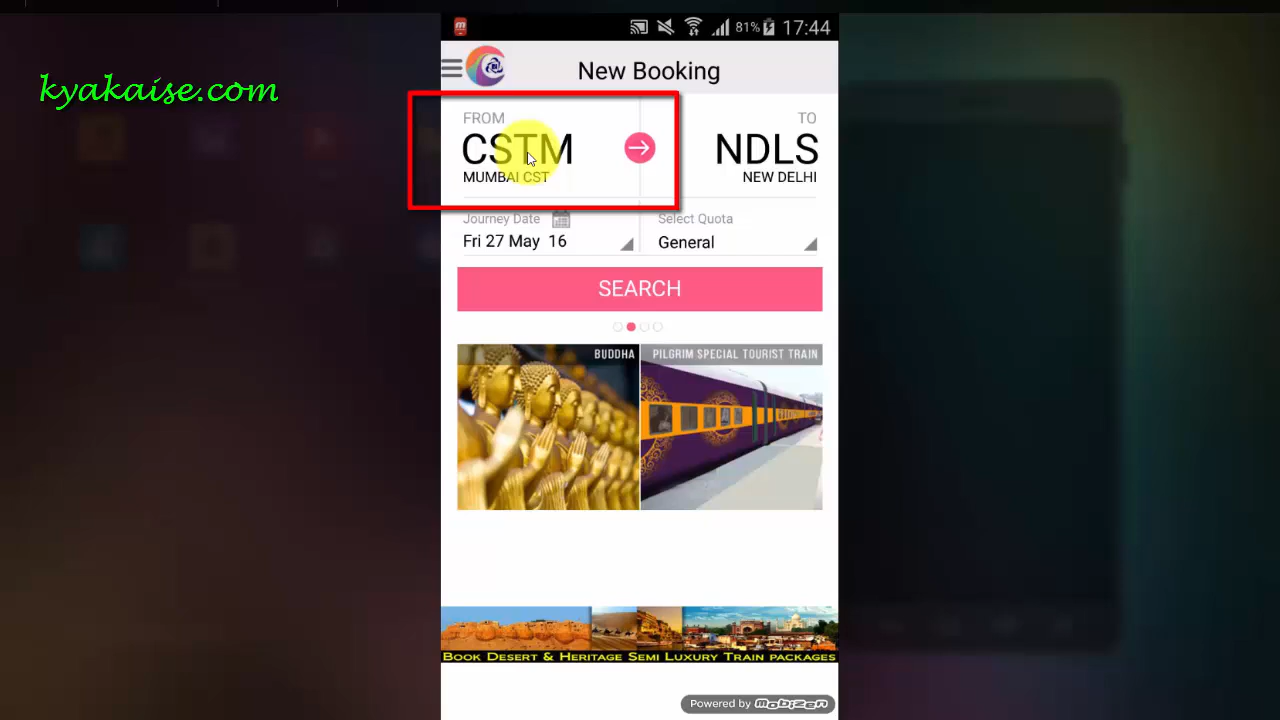 kyakaise.com
81% 17:44
New Booking
FROM
CSTM
MUMBAI CST
TO
NDLS
NEW DELHI
Journey Date
Fri 27 May 16
Select Quota
General
SEARCH
BUDDHA
PILGRIM SPECIAL TOURIST TRAIN
BOOK DESERT & HERITAGE SEMI LUXURY TRAIN PACKAGES
Powered by mobizen